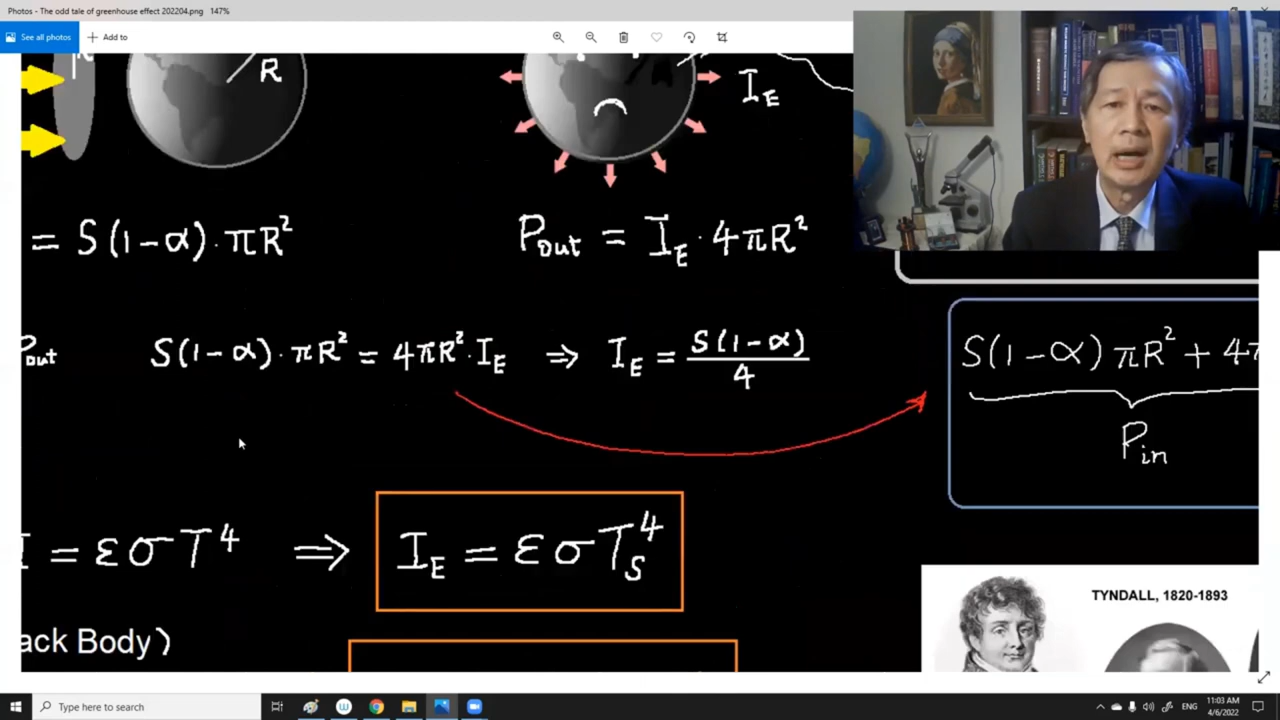 Photos - The odd tale of greenhouse effect 202204.png 147%
See all photos
Add to
R
R
I_E
= S(1-α)·πR²
P_out = I_E·4πR²
P_out
S(1-α)·πR² = 4πR²·I_E ⇒ I_E = S(1-α)/4
S(1-α)πR² + 4π
P_in
I = εσT⁴ ⇒ I_E = εσT_S⁴
TYNDALL, 1820-1893
ack Body)
Type here to search
ENG
11:03 AM
4/6/2022